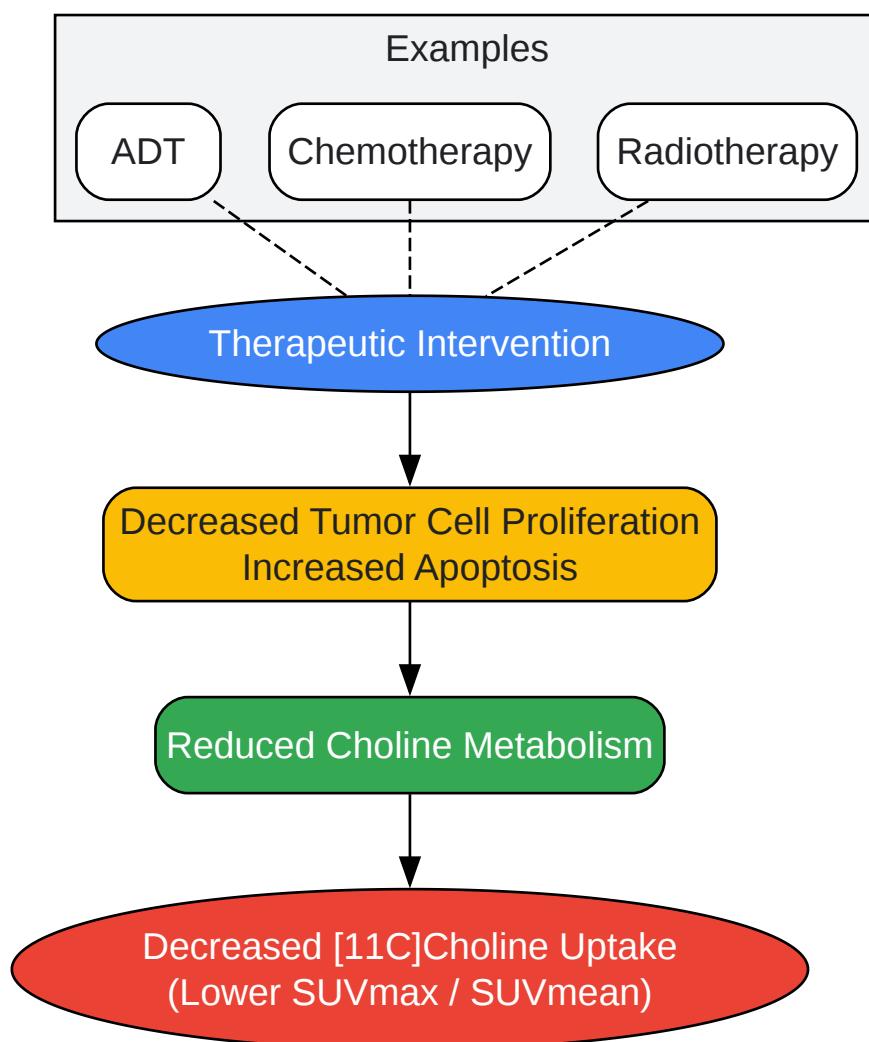 Examples
ADT
Chemotherapy
Radiotherapy
Therapeutic Intervention
Decreased Tumor Cell Proliferation
Increased Apoptosis
Reduced Choline Metabolism
Decreased [11C]Choline Uptake
(Lower SUVmax / SUVmean)